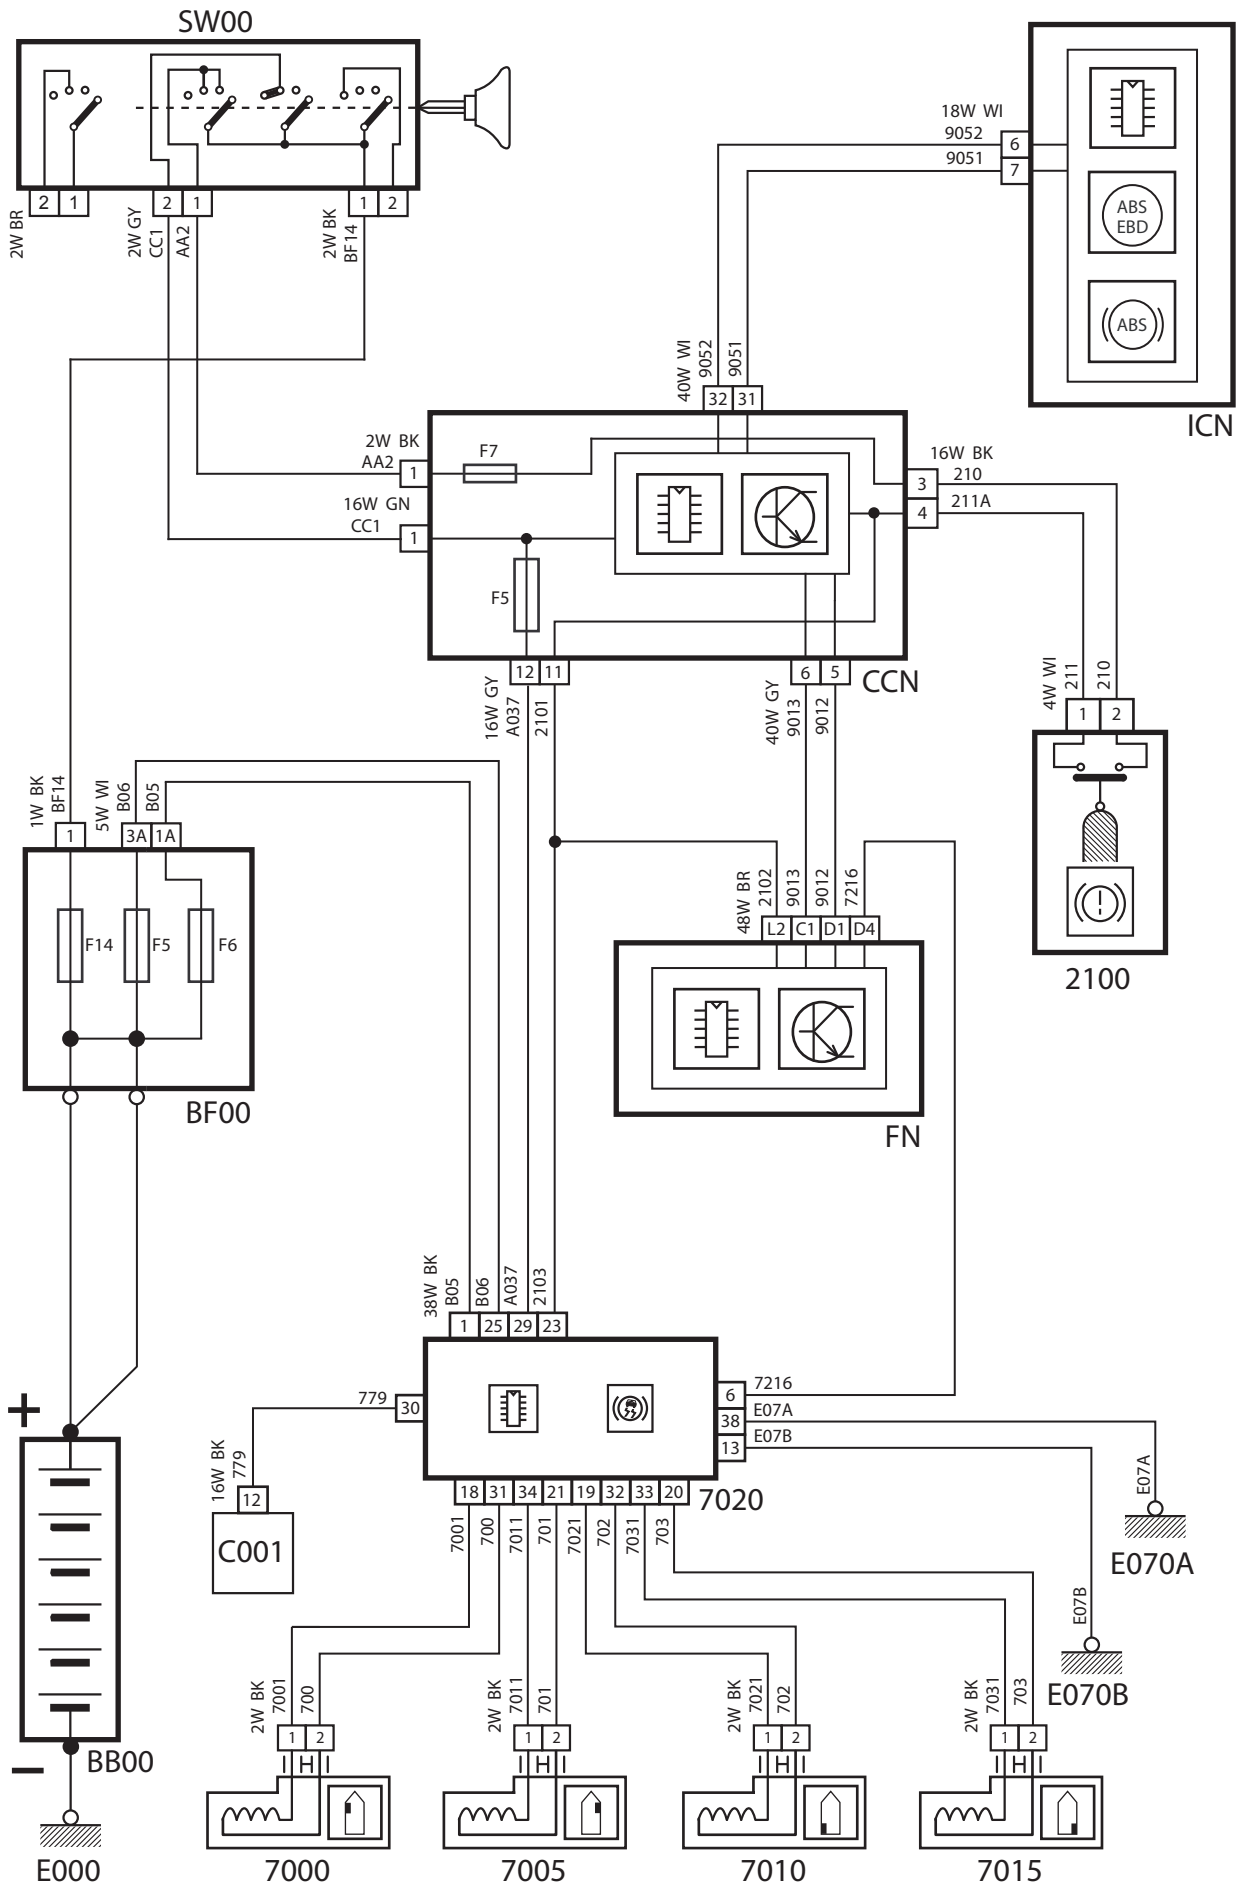 SW00
2 1
2 1
1 2
2W BR
2W GY
CC1
AA2
2W BK
BF14
18W WI
9052
6
9051
7
ABS
EBD
ABS
ICN
40W WI
9052
9051
32 31
2W BK
AA2
1
F7
16W GN
CC1
1
F5
16W BK
210
3
211A
4
12 11
6 5
CCN
16W GY
A037
2101
40W GY
9013
9012
4W WI
211
210
1 2
2100
1W BK
BF14
5W WI
B06
B05
1
3A 1A
F14
F5
F6
BF00
48W BR
2102
9013
9012
7216
L2 C1 D1 D4
FN
38W BK
B05
B06
A037
2103
1 25 29 23
779
30
6
7216
38
E07A
13
E07B
16W BK
779
12
C001
18 31 34 21 19 32 33 20
7020
7001
700
7011
701
7021
702
7031
703
E07A
E070A
E07B
E070B
+
−
BB00
E000
2W BK
7001
700
1 2
H
7000
2W BK
7011
701
1 2
H
7005
2W BK
7021
702
1 2
H
7010
2W BK
7031
703
1 2
H
7015